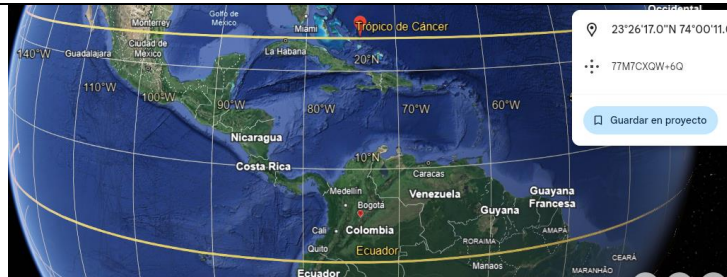 Occidental
Monterrey
Golfo de
México
Miami
Trópico de Cáncer
23°26'17.0"N 74°00'11.0
La Habana
140°W
Guadalajara
Ciudad de
México
20°N
77M7CXQW+6Q
110°W
100°W
90°W
80°W
70°W
60°W
Guardar en proyecto
Nicaragua
Costa Rica
10°N
Caracas
Medellín
Venezuela
Guayana
Francesa
Bogotá
Guyana
Cali
Colombia
AMAPÁ
RORAIMA
Quito
Ecuador
CEARÁ
Manaos
MARANHÃO
Ecuador